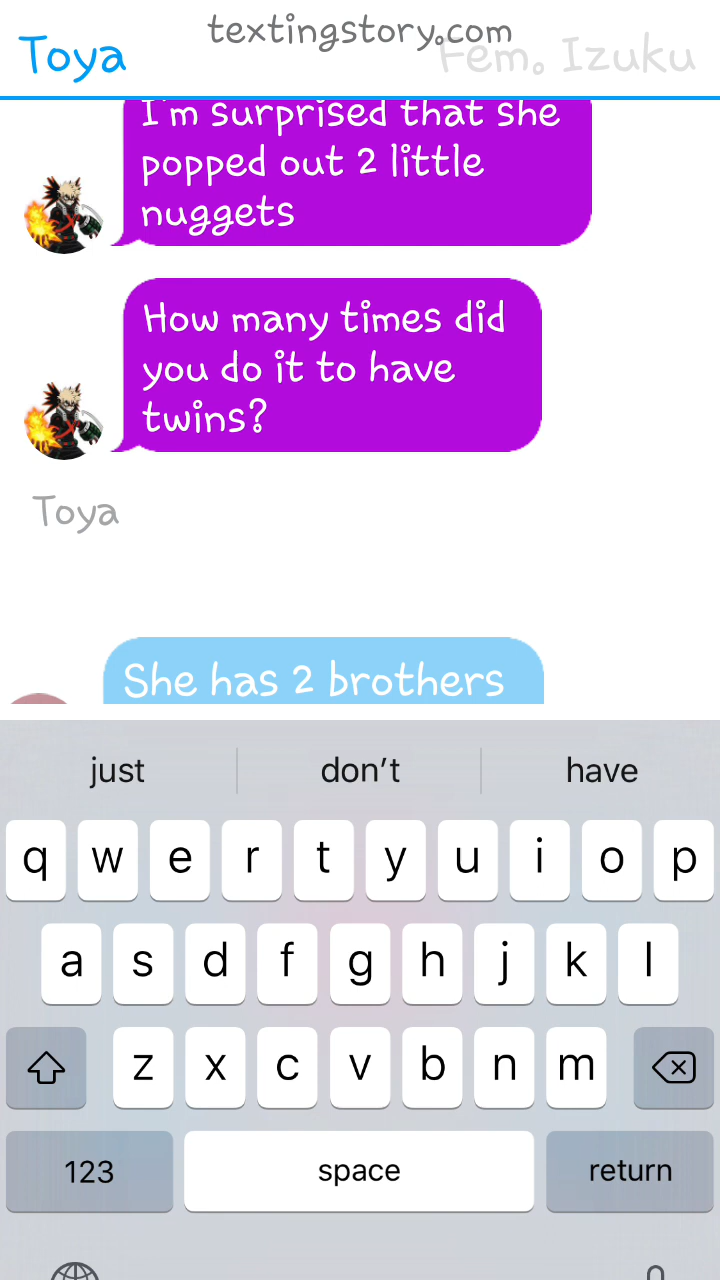 textingstory.com
Toya
Fem. Izuku
I'm surprised that she
popped out 2 little
nuggets
How many times did
you do it to have
twins?
Toya
She has 2 brothers
just don't have
q w e r t y u i o p
a s d f g h j k l
z x c v b n m
123 space return